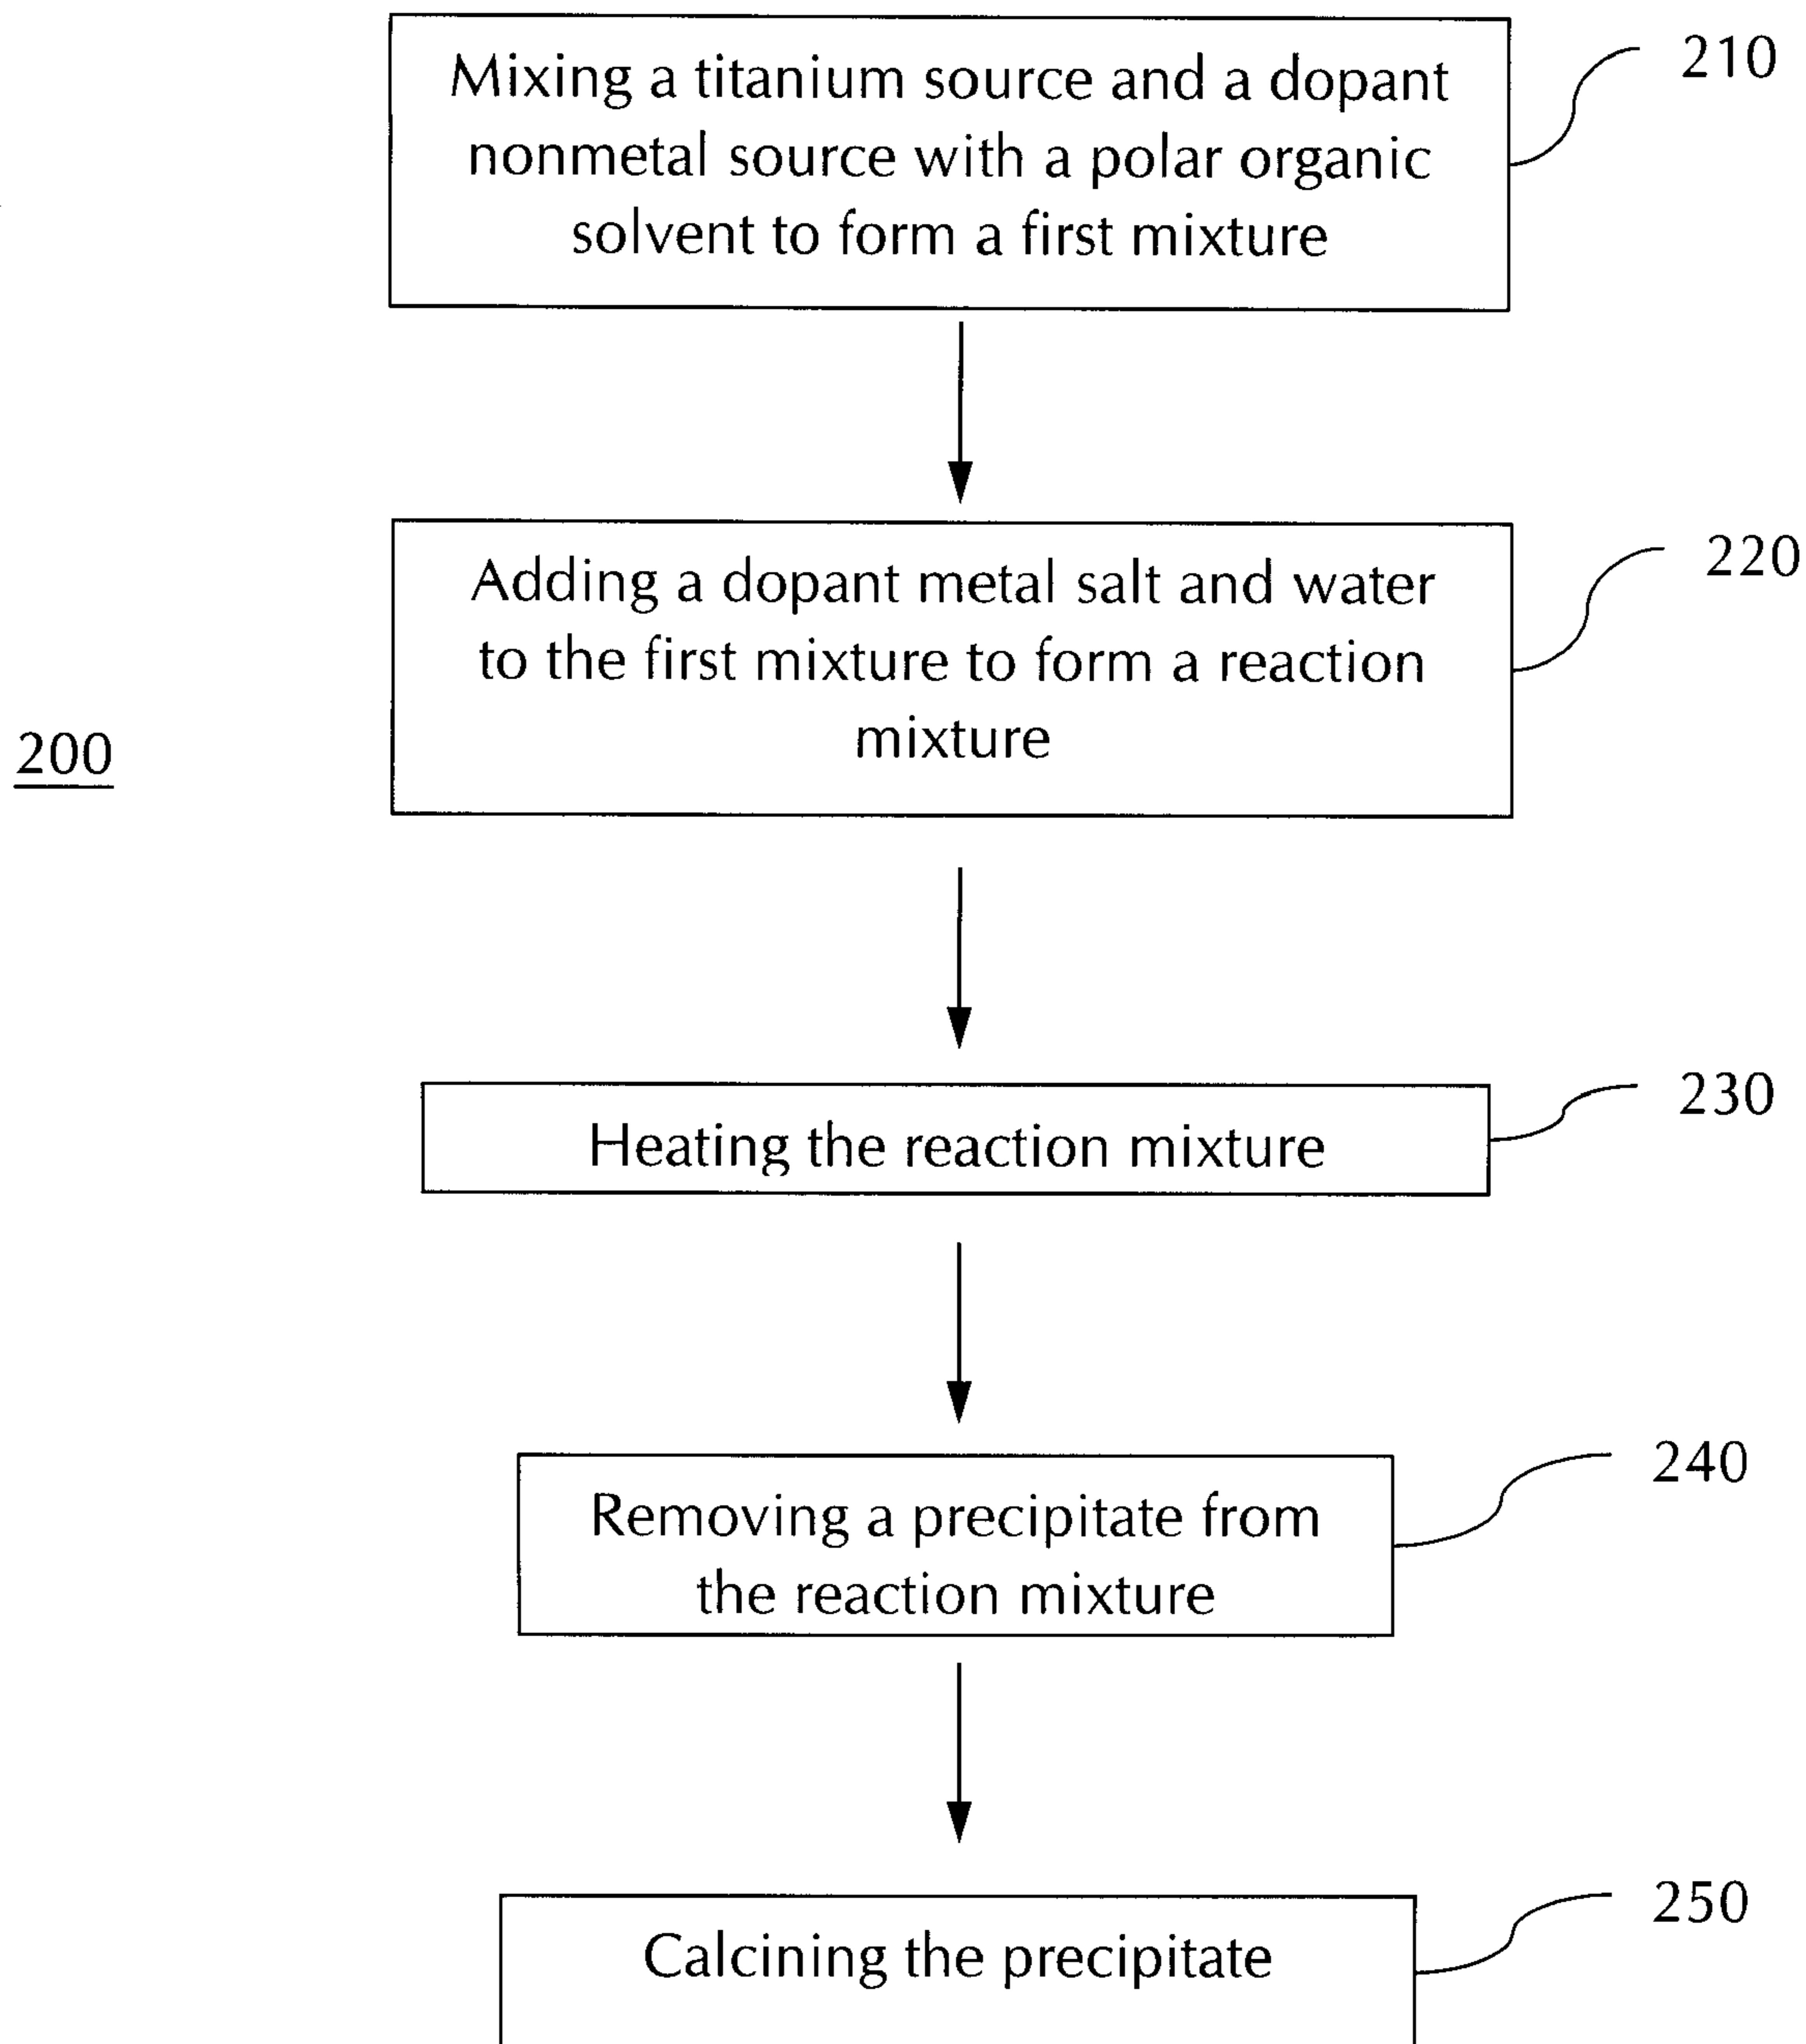 Mixing a titanium source and a dopant
nonmetal source with a polar organic
solvent to form a first mixture
210
Adding a dopant metal salt and water
to the first mixture to form a reaction
mixture
220
200
Heating the reaction mixture
230
Removing a precipitate from
the reaction mixture
240
Calcining the precipitate
250